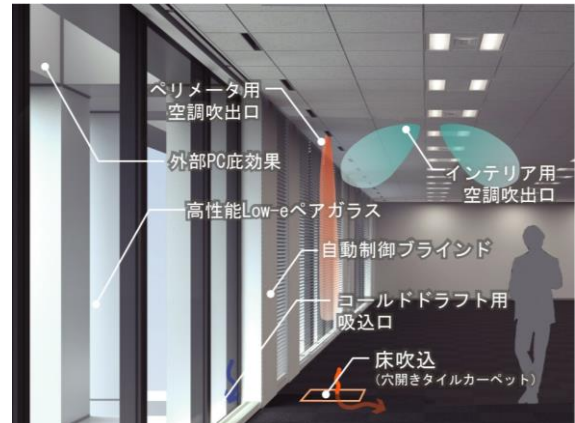 ペリメータ用
空調吹出口
外部PC庇効果
インテリア用
空調吹出口
高性能Low-eペアガラス
自動制御ブラインド
コールドドラフト用
吸込口
床吹込
(穴開きタイルカーペット)